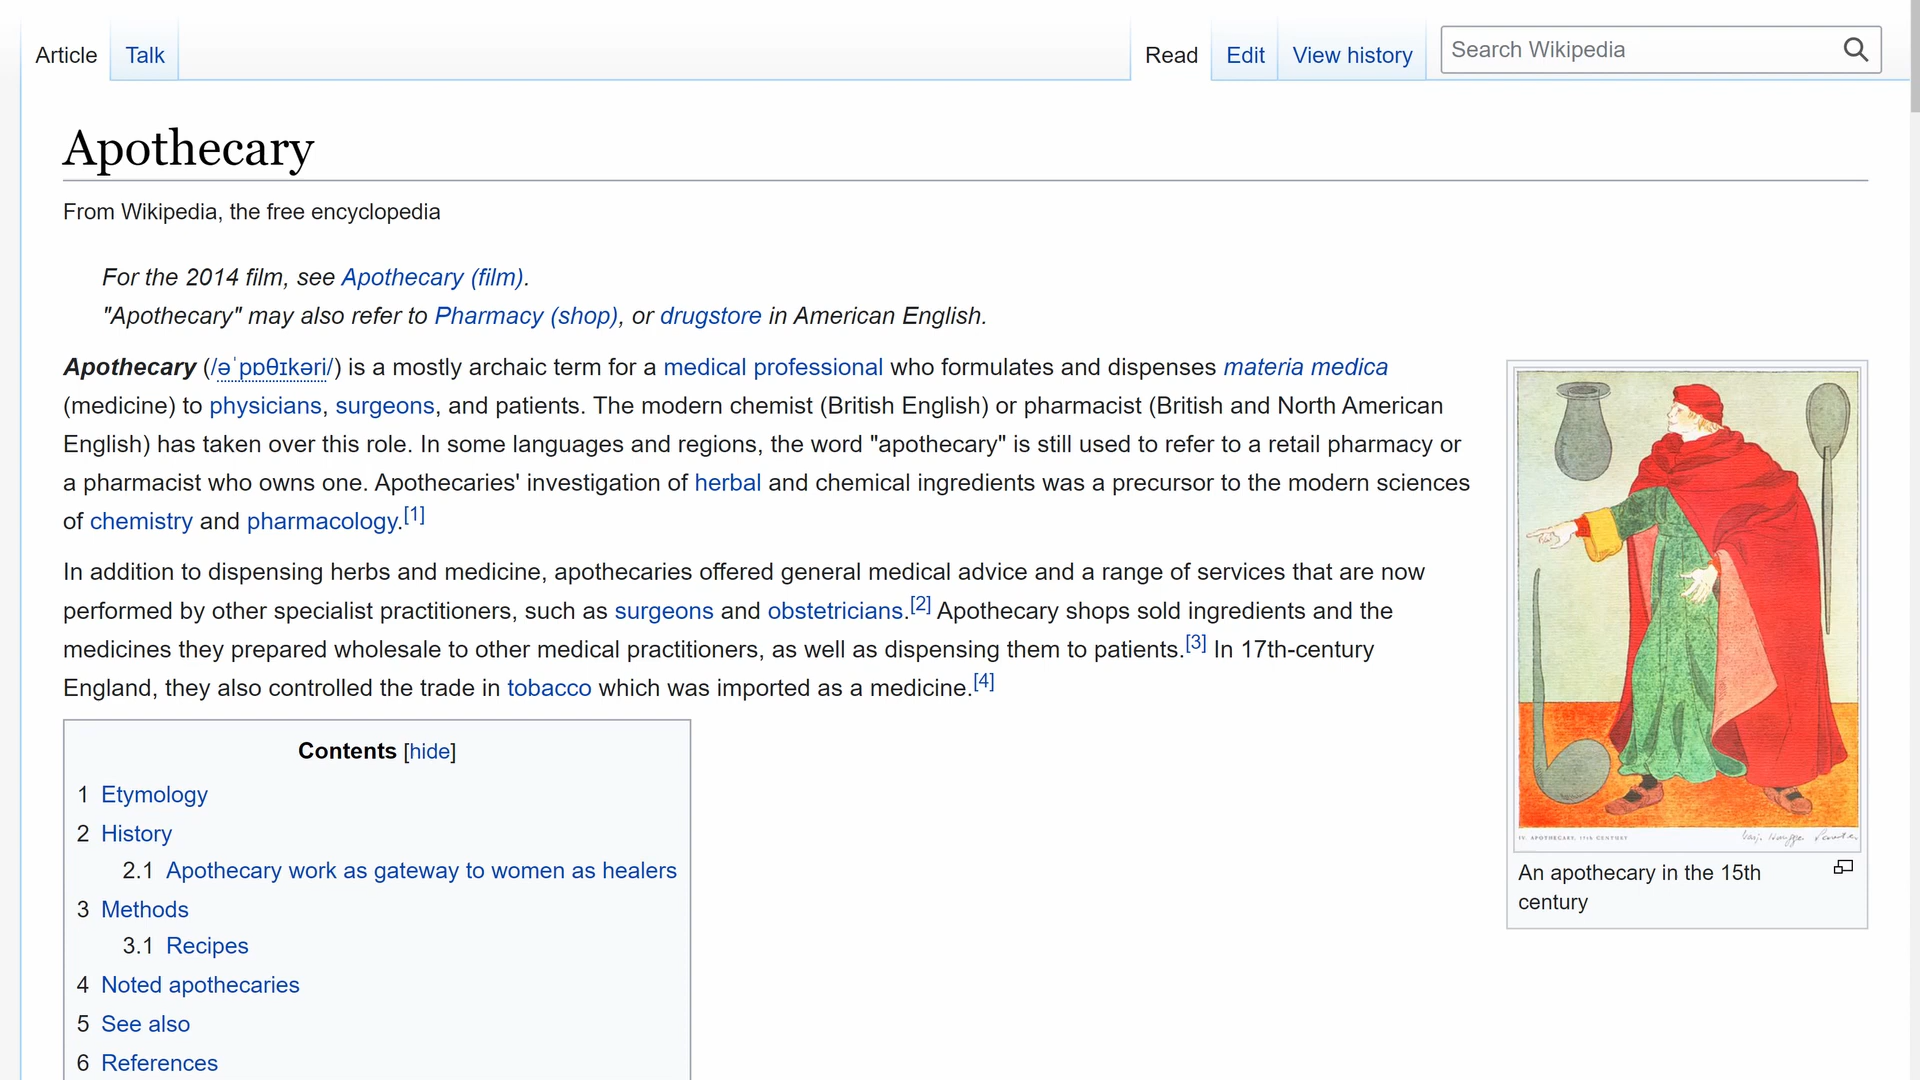 Article
Talk
Read
Edit
View history
Search Wikipedia
Apothecary
From Wikipedia, the free encyclopedia
For the 2014 film, see Apothecary (film).
"Apothecary" may also refer to Pharmacy (shop), or drugstore in American English.
Apothecary (/əˈpɒθɪkəri/) is a mostly archaic term for a medical professional who formulates and dispenses materia medica
(medicine) to physicians, surgeons, and patients. The modern chemist (British English) or pharmacist (British and North American
English) has taken over this role. In some languages and regions, the word "apothecary" is still used to refer to a retail pharmacy or
a pharmacist who owns one. Apothecaries' investigation of herbal and chemical ingredients was a precursor to the modern sciences
of chemistry and pharmacology.[1]
In addition to dispensing herbs and medicine, apothecaries offered general medical advice and a range of services that are now
performed by other specialist practitioners, such as surgeons and obstetricians.[2] Apothecary shops sold ingredients and the
medicines they prepared wholesale to other medical practitioners, as well as dispensing them to patients.[3] In 17th-century
England, they also controlled the trade in tobacco which was imported as a medicine.[4]
Contents [hide]
1 Etymology
2 History
2.1 Apothecary work as gateway to women as healers
3 Methods
3.1 Recipes
4 Noted apothecaries
5 See also
6 References
IV. APOTHECARY, 15th CENTURY
An apothecary in the 15th
century